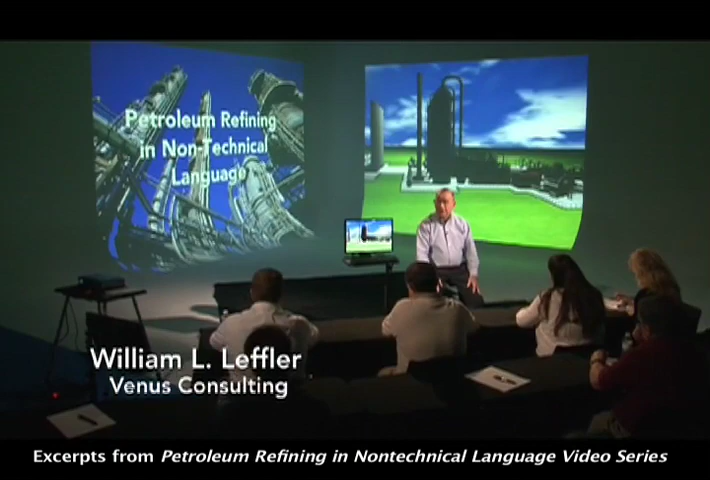 Petroleum Refining
in Non-Technical
Language
William L. Leffler
Venus Consulting
Excerpts from Petroleum Refining in Nontechnical Language Video Series